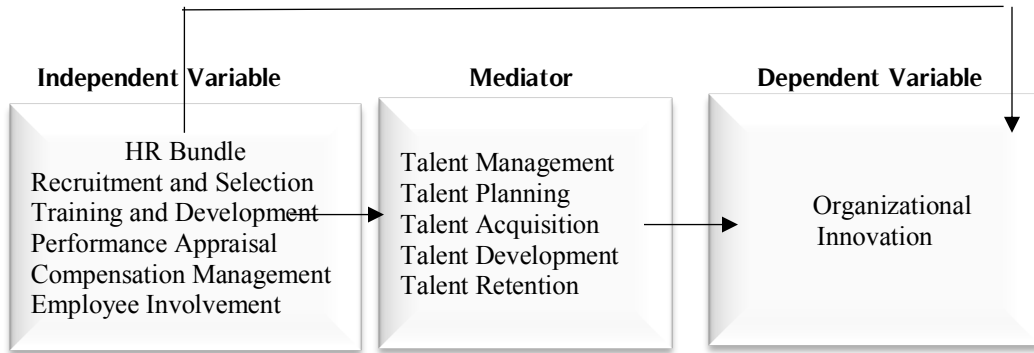 Independent Variable
HR Bundle
Recruitment and Selection
Training and Development
Performance Appraisal
Compensation Management
Employee Involvement
Mediator
Talent Management
Talent Planning
Talent Acquisition
Talent Development
Talent Retention
Dependent Variable
Organizational
Innovation